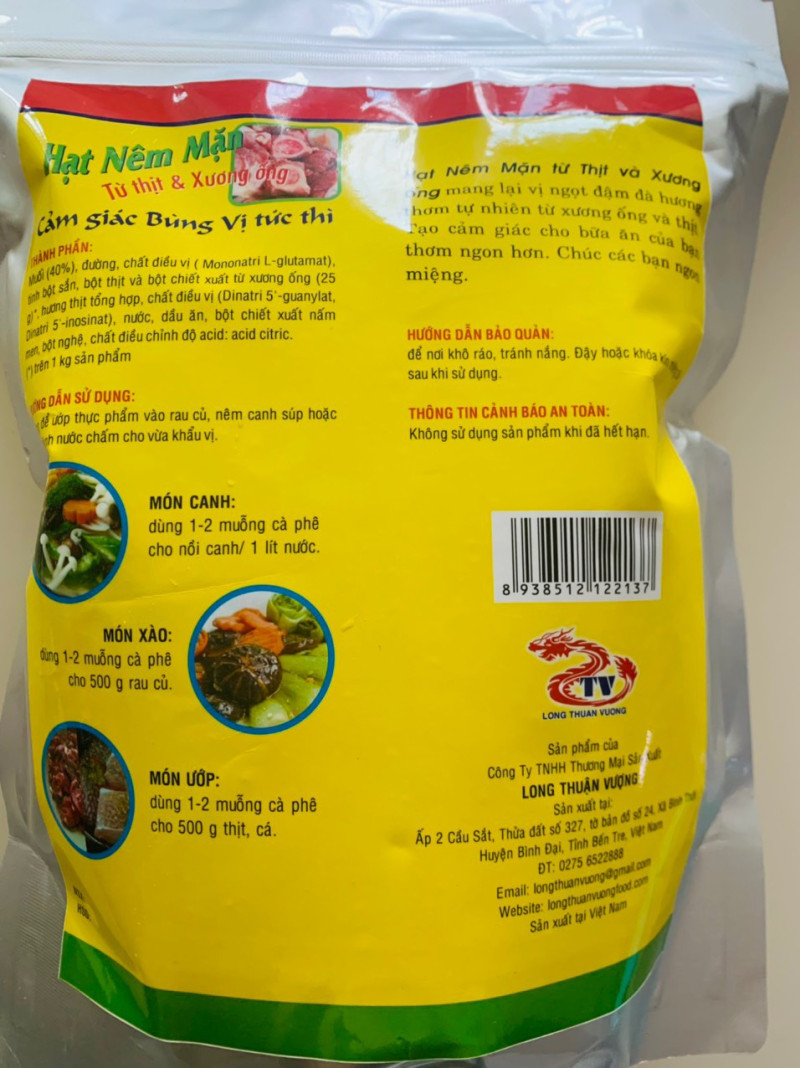 Hạt Nêm Mặn
Từ thịt & Xương ống
Cảm giác Bùng Vị tức thì
THÀNH PHẦN:
Muối (40%), đường, chất điều vị ( Mononatri L-glutamat),
tinh bột sắn, bột thịt và bột chiết xuất từ xương ống (25
g)*, hương thịt tổng hợp, chất điều vị (Dinatri 5'-guanylat,
Dinatri 5'-inosinat), nước, dầu ăn, bột chiết xuất nấm
men, bột nghệ, chất điều chỉnh độ acid: acid citric.
(*) trên 1 kg sản phẩm
DẪN SỬ DỤNG:
để ướp thực phẩm vào rau củ, nêm canh súp hoặc
nước chấm cho vừa khẩu vị.
MÓN CANH:
dùng 1-2 muỗng cà phê
cho nồi canh/ 1 lít nước.
MÓN XÀO:
dùng 1-2 muỗng cà phê
cho 500 g rau củ.
MÓN ƯỚP:
dùng 1-2 muỗng cà phê
cho 500 g thịt, cá.
Hạt Nêm Mặn từ Thịt và Xương
ống mang lại vị ngọt đậm đà hương
thơm tự nhiên từ xương ống và thịt
Tạo cảm giác cho bữa ăn của bạn
thơm ngon hơn. Chúc các bạn ngon
miệng.
HƯỚNG DẪN BẢO QUẢN:
để nơi khô ráo, tránh nắng. Đậy hoặc khóa kín
sau khi sử dụng.
THÔNG TIN CẢNH BÁO AN TOÀN:
Không sử dụng sản phẩm khi đã hết hạn.
8 938512 122137
TV
LONG THUAN VUONG
Sản phẩm của
Công Ty TNHH Thương Mại Sản Xuất
LONG THUẬN VƯỢNG
Sản xuất tại:
Ấp 2 Cầu Sắt, Thửa đất số 327, tờ bản đồ số 24, Xã Bình Thới
Huyện Bình Đại, Tỉnh Bến Tre, Việt Nam
ĐT: 0275 6522888
Email: longthuanvuong@gmail.com
Website: longthuanvuongfood.com
Sản xuất tại Việt Nam